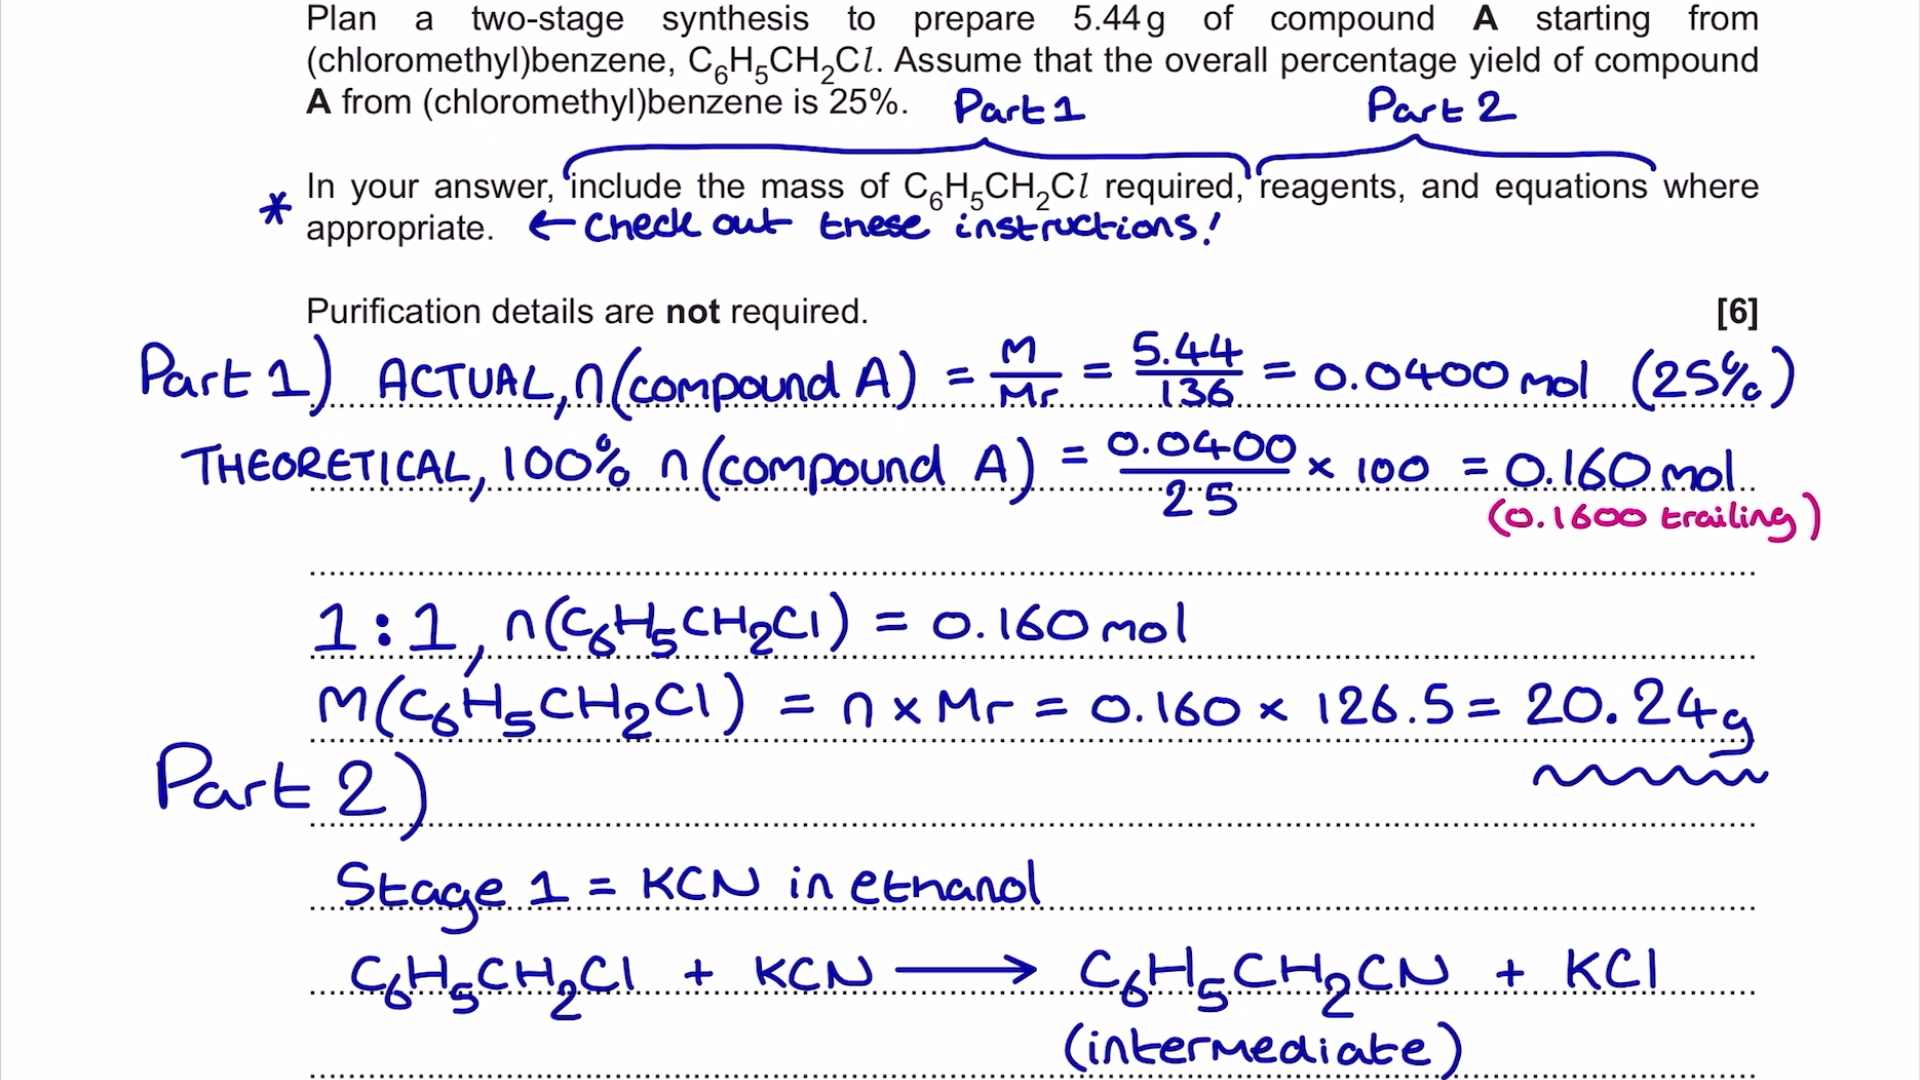 Plan a two-stage synthesis to prepare 5.44 g of compound A starting from
(chloromethyl)benzene, C₆H₅CH₂Cl. Assume that the overall percentage yield of compound
A from (chloromethyl)benzene is 25%. Part 1 Part 2
* In your answer, include the mass of C₆H₅CH₂Cl required, reagents, and equations where
appropriate. ← Check out these instructions!
Purification details are not required. [6]
Part 1) ACTUAL, n(compound A) = M/Mr = 5.44/136 = 0.0400 mol (25%)
THEORETICAL, 100% n(compound A) = 0.0400/25 × 100 = 0.160 mol
(0.1600 trailing)
1:1, n(C₆H₅CH₂Cl) = 0.160 mol
M(C₆H₅CH₂Cl) = n × Mr = 0.160 × 126.5 = 20.24g
Part 2)
Stage 1 = KCN in ethanol
C₆H₅CH₂Cl + KCN → C₆H₅CH₂CN + KCl
(intermediate)